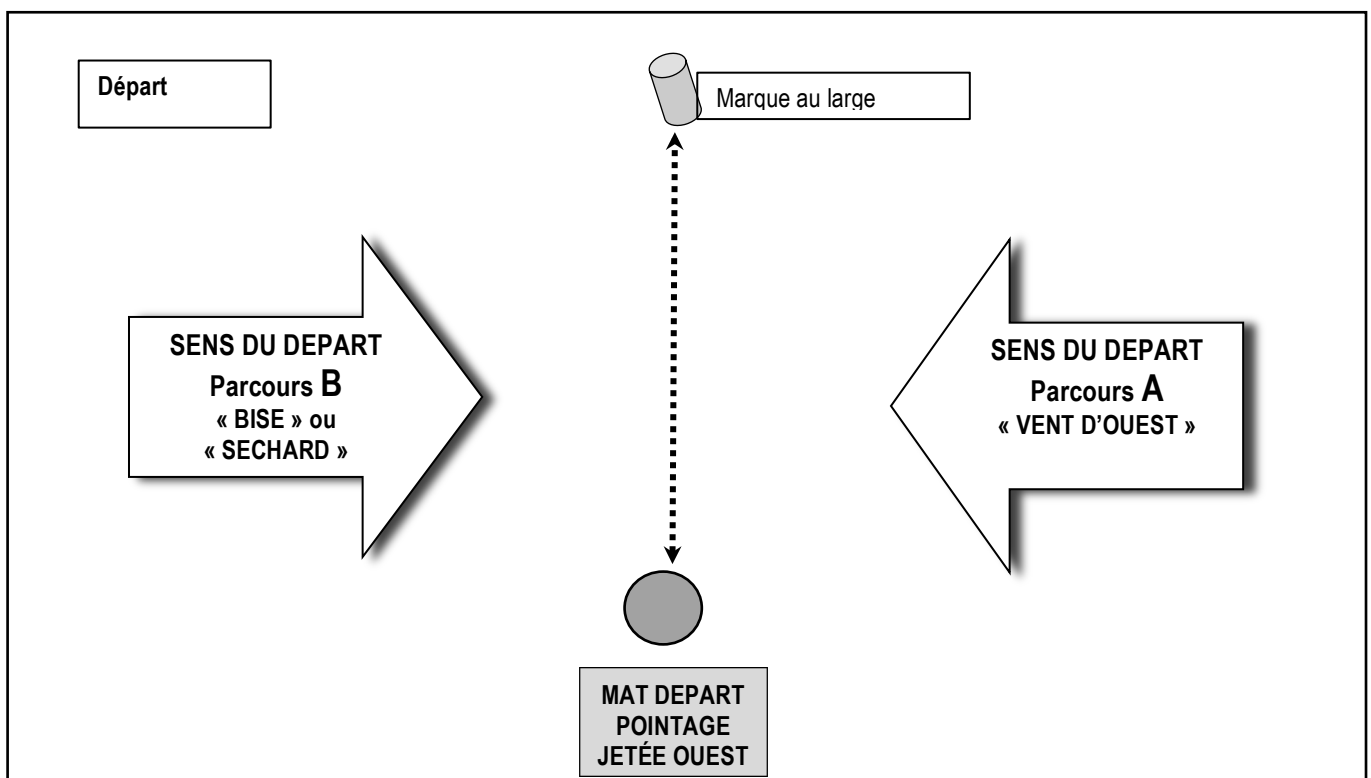 Départ
Marque au large
SENS DU DEPART
Parcours B
« BISE » ou
« SECHARD »
SENS DU DEPART
Parcours A
« VENT D’OUEST »
MAT DEPART
POINTAGE
JETÉE OUEST